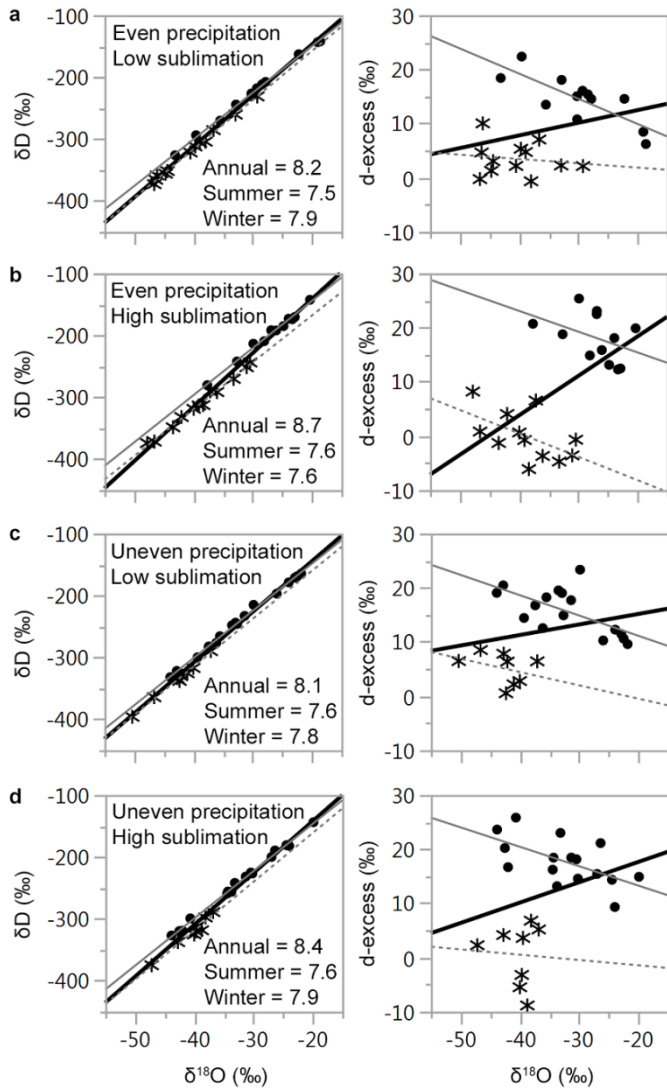 a
Even precipitation
Low sublimation
Annual = 8.2
Summer = 7.5
Winter = 7.9
δD (‰)
-100
-200
-300
-400
d-excess (‰)
30
20
10
0
-10
b
Even precipitation
High sublimation
Annual = 8.7
Summer = 7.6
Winter = 7.6
δD (‰)
-100
-200
-300
-400
d-excess (‰)
30
20
10
0
-10
c
Uneven precipitation
Low sublimation
Annual = 8.1
Summer = 7.6
Winter = 7.8
δD (‰)
-100
-200
-300
-400
d-excess (‰)
30
20
10
0
-10
d
Uneven precipitation
High sublimation
Annual = 8.4
Summer = 7.6
Winter = 7.9
δD (‰)
-100
-200
-300
-400
d-excess (‰)
30
20
10
0
-10
-50 -40 -30 -20
δ¹⁸O (‰)
-50 -40 -30 -20
δ¹⁸O (‰)